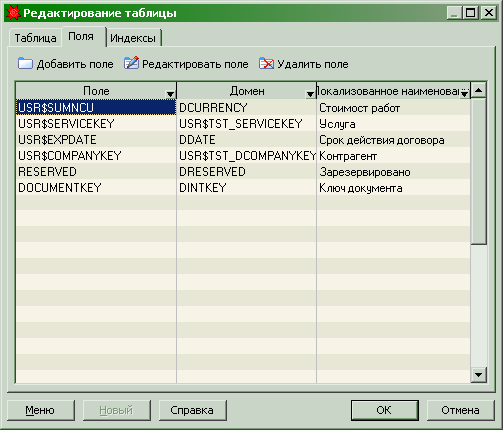 Редактирование таблицы
Таблица Поля Индексы
Добавить поле Редактировать поле Удалить поле
Поле Домен Локализованное наименован
USR$SUMNCU DCURRENCY Стоимост работ
USR$SERVICEKEY USR$TST_SERVICEKEY Услуга
USR$EXPDATE DDATE Срок действия договора
USR$COMPANYKEY USR$TST_DCOMPANYKEY Контрагент
RESERVED DRESERVED Зарезервировано
DOCUMENTKEY DINTKEY Ключ документа
Меню Новый Справка OK Отмена